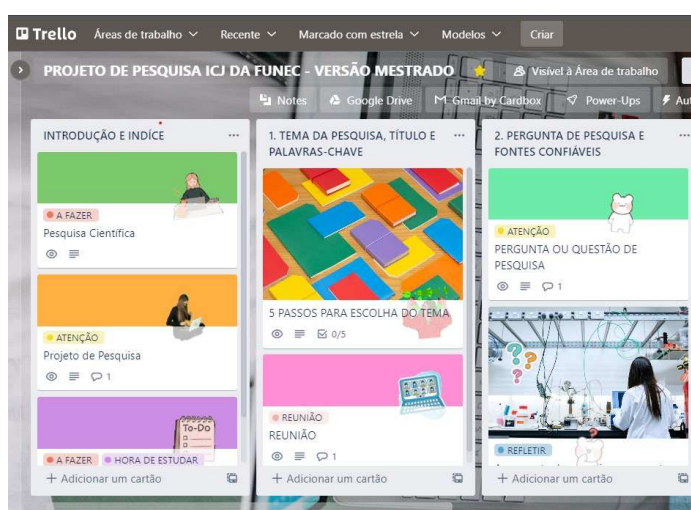 Trello Áreas de trabalho Recente Marcado com estrela Modelos Criar
PROJETO DE PESQUISA ICJ DA FUNEC - VERSÃO MESTRADO Visível à Área de trabalho
Notes Google Drive Gmail by Cardbox Power-Ups
INTRODUÇÃO E INDÍCE
A FAZER
Pesquisa Científica
ATENÇÃO
Projeto de Pesquisa
1
To-Do
A FAZER HORA DE ESTUDAR
+ Adicionar um cartão
1. TEMA DA PESQUISA, TÍTULO E
PALAVRAS-CHAVE
5 PASSOS PARA ESCOLHA DO TEMA
0/5
REUNIÃO
REUNIÃO
1
+ Adicionar um cartão
2. PERGUNTA DE PESQUISA E
FONTES CONFIÁVEIS
ATENÇÃO
PERGUNTA OU QUESTÃO DE
PESQUISA
1
???
REFLETIR
+ Adicionar um cartão